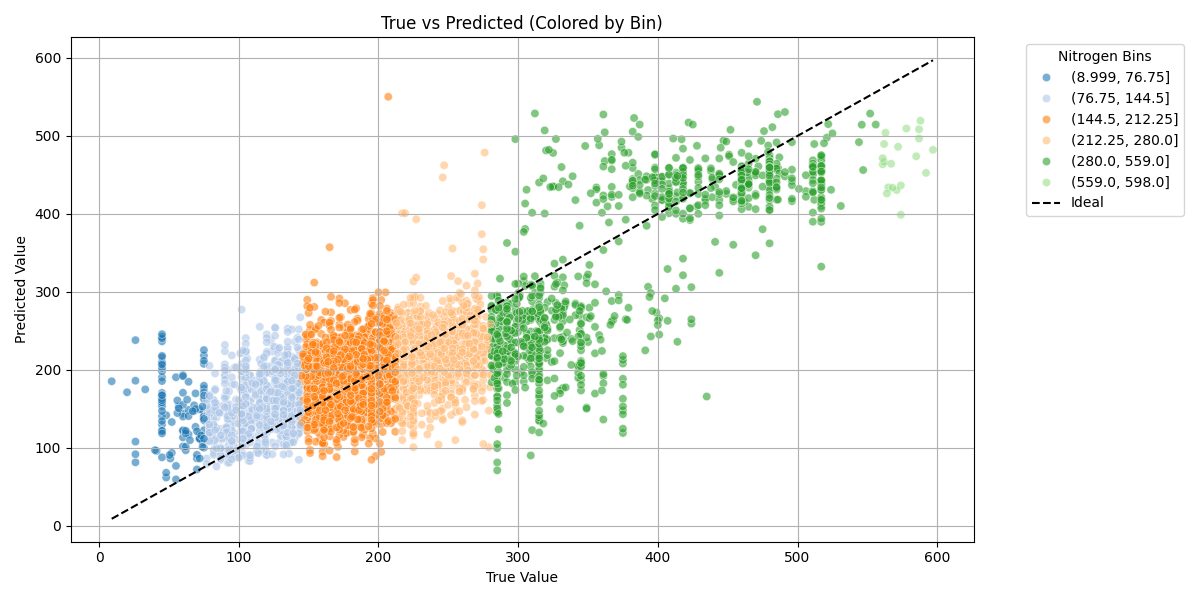 True vs Predicted (Colored by Bin)
Predicted Value
600
500
400
300
200
100
0
0 100 200 300 400 500 600
True Value
Nitrogen Bins
(8.999, 76.75]
(76.75, 144.5]
(144.5, 212.25]
(212.25, 280.0]
(280.0, 559.0]
(559.0, 598.0]
Ideal